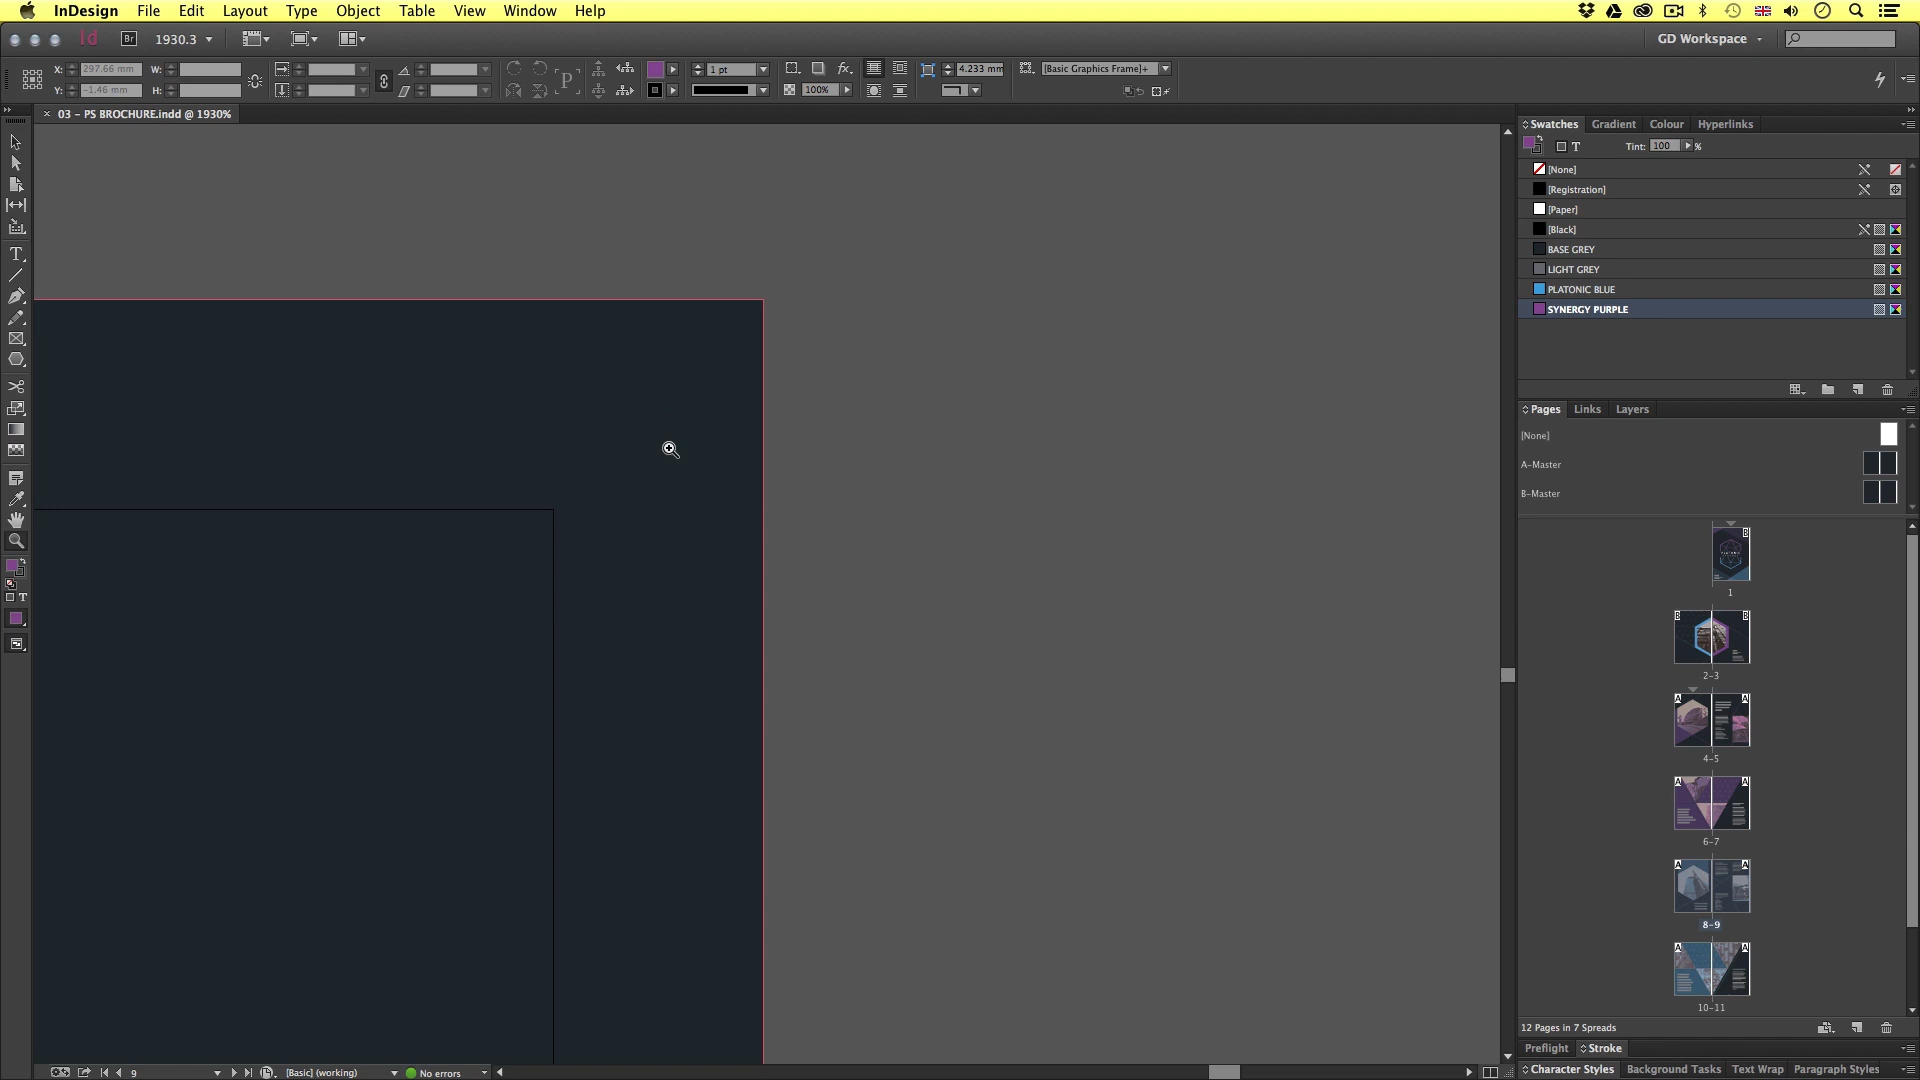 InDesign File Edit Layout Type Object Table View Window Help
Id Br 1930.3 GD Workspace
X: 297.66 mm W: 1 pt 4.233 mm [Basic Graphics Frame]+
Y: -1.46 mm H: 100%
× 03 - PS BROCHURE.indd @ 1930%
Swatches Gradient Colour Hyperlinks
T Tint: 100 %
[None]
[Registration]
[Paper]
[Black]
BASE GREY
LIGHT GREY
PLATONIC BLUE
SYNERGY PURPLE
Pages Links Layers
[None]
A-Master
B-Master
B
1
B B
2-3
A A
4-5
A A
6-7
A A
8-9
A A
10-11
12 Pages in 7 Spreads
Preflight Stroke
Character Styles Background Tasks Text Wrap Paragraph Styles
9 [Basic] (working) No errors